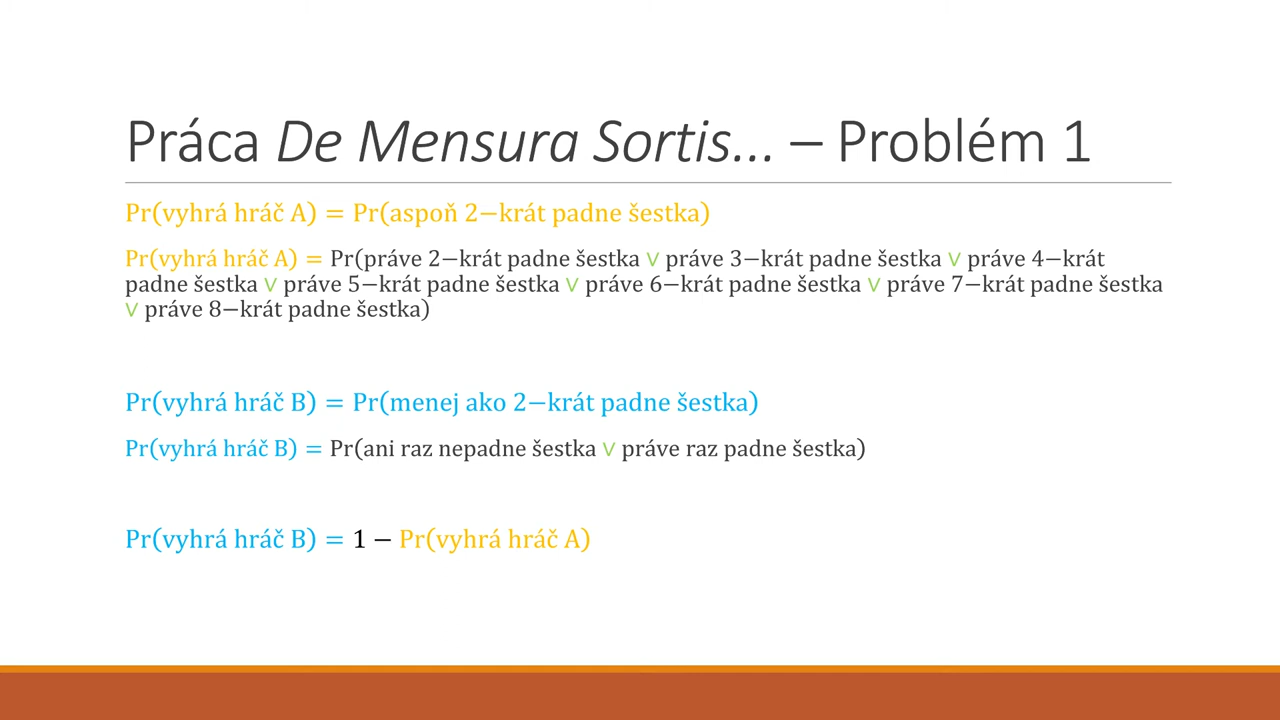 Práca De Mensura Sortis... – Problém 1
Pr(vyhrá hráč A) = Pr(aspoň 2−krát padne šestka)
Pr(vyhrá hráč A) = Pr(práve 2−krát padne šestka ∨ práve 3−krát padne šestka ∨ práve 4−krát
padne šestka ∨ práve 5−krát padne šestka ∨ práve 6−krát padne šestka ∨ práve 7−krát padne šestka
∨ práve 8−krát padne šestka)
Pr(vyhrá hráč B) = Pr(menej ako 2−krát padne šestka)
Pr(vyhrá hráč B) = Pr(ani raz nepadne šestka ∨ práve raz padne šestka)
Pr(vyhrá hráč B) = 1 − Pr(vyhrá hráč A)